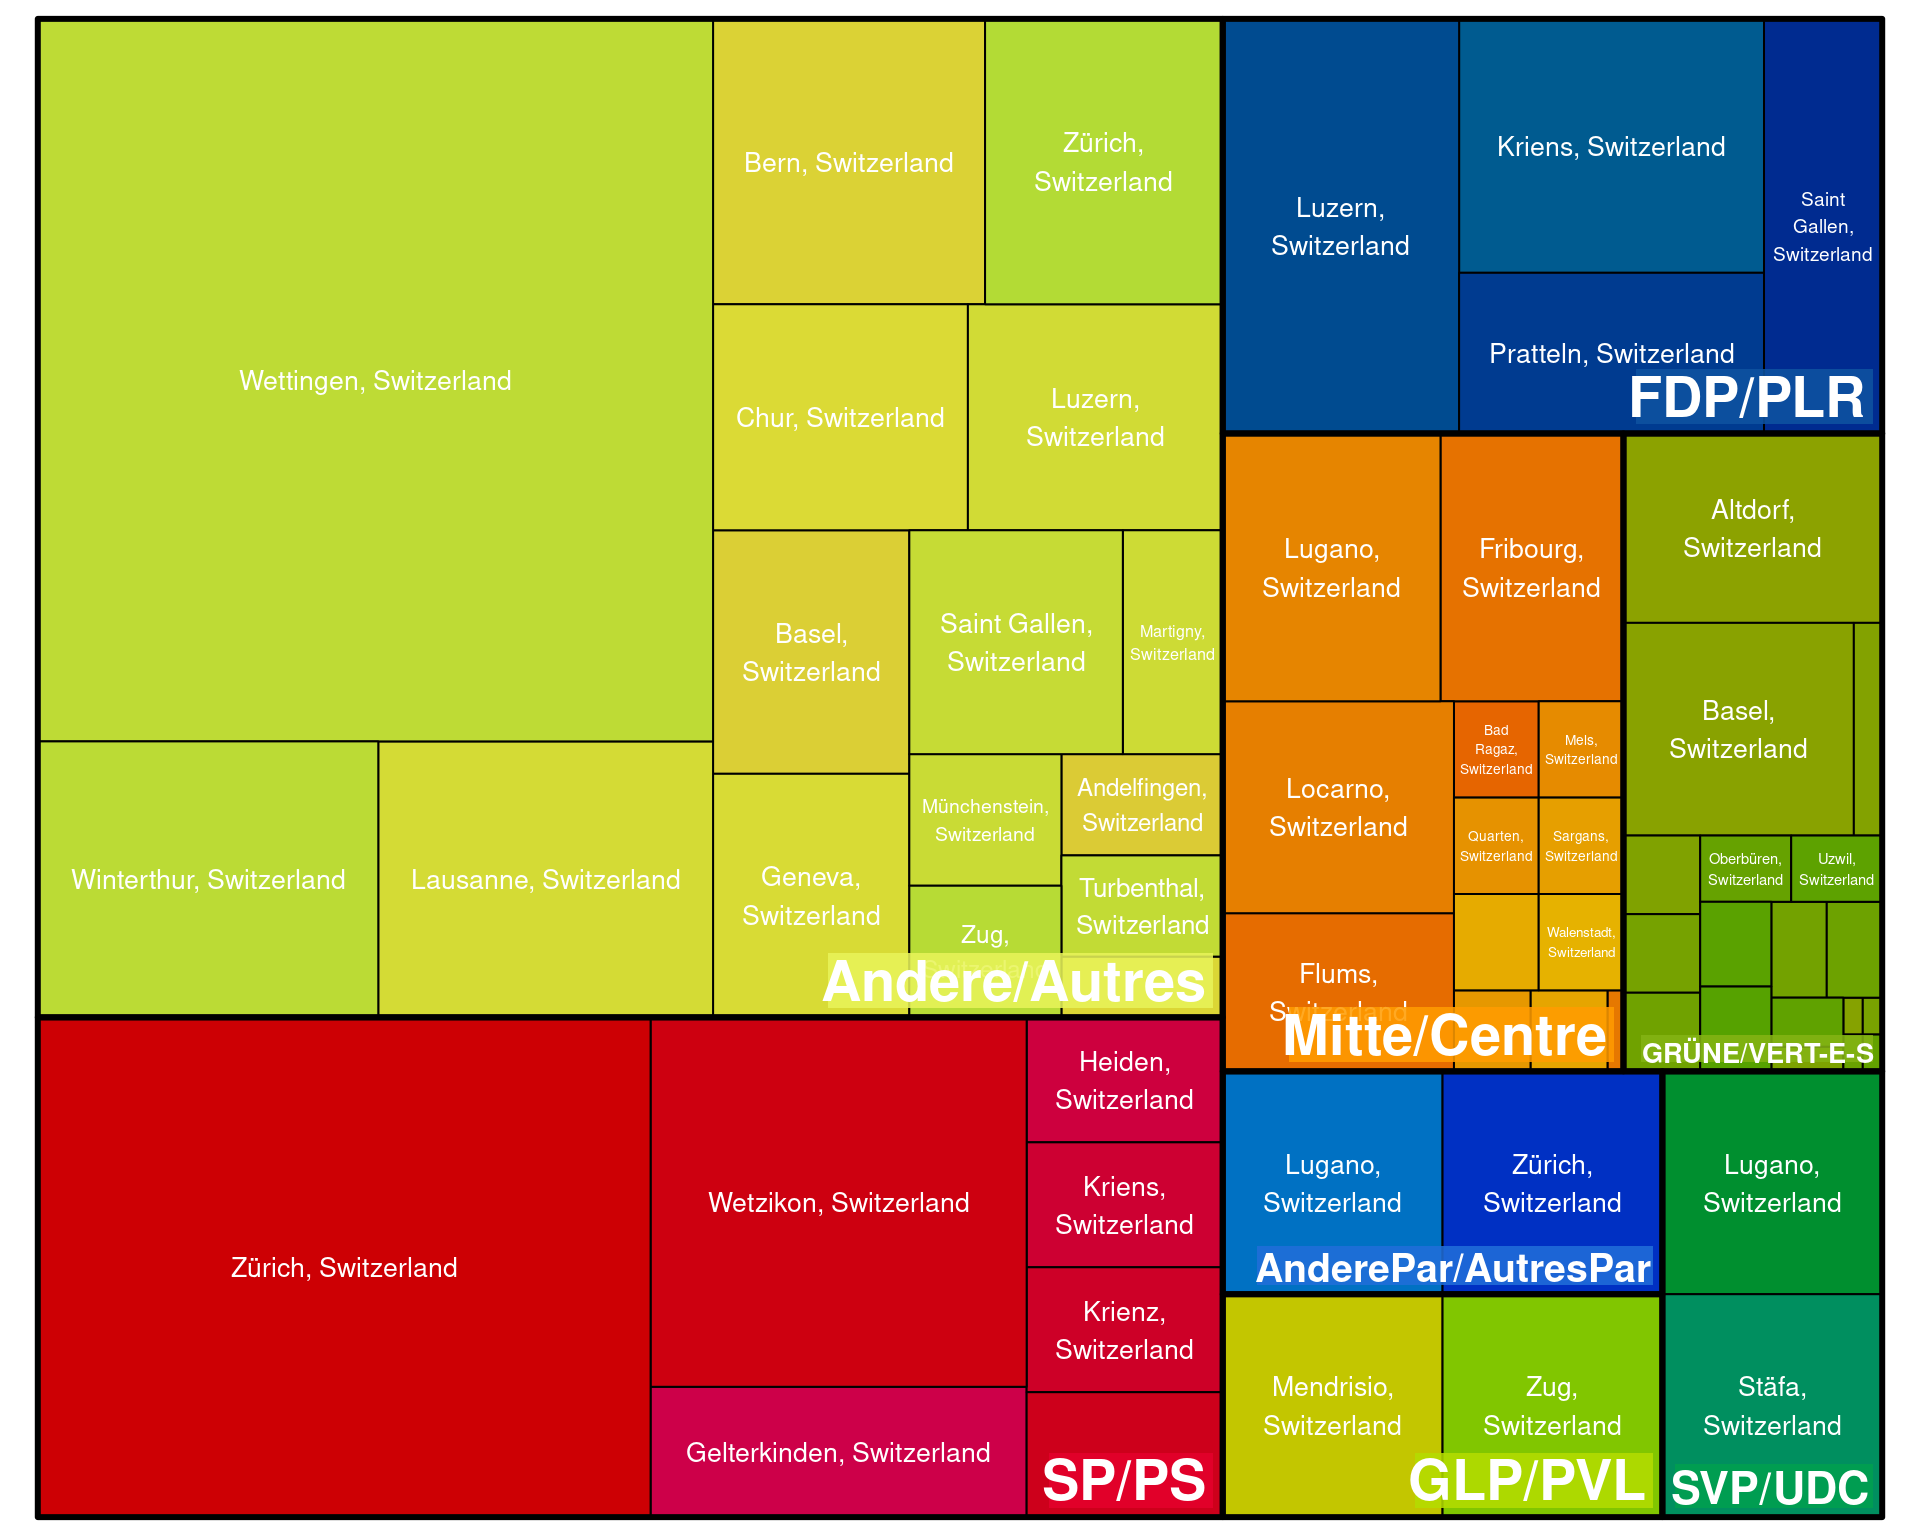 Wettingen, Switzerland
Bern, Switzerland
Zürich,
Switzerland
Chur, Switzerland
Luzern,
Switzerland
Basel,
Switzerland
Saint Gallen,
Switzerland
Martigny,
Switzerland
Winterthur, Switzerland
Lausanne, Switzerland
Geneva,
Switzerland
Münchenstein,
Switzerland
Andelfingen,
Switzerland
Turbenthal,
Switzerland
Zug,
Switzerland
Andere/Autres
Zürich, Switzerland
Wetzikon, Switzerland
Gelterkinden, Switzerland
Heiden,
Switzerland
Kriens,
Switzerland
Krienz,
Switzerland
SP/PS
Luzern,
Switzerland
Kriens, Switzerland
Pratteln, Switzerland
Saint
Gallen,
Switzerland
FDP/PLR
Lugano,
Switzerland
Fribourg,
Switzerland
Locarno,
Switzerland
Bad
Ragaz,
Switzerland
Mels,
Switzerland
Quarten,
Switzerland
Sargans,
Switzerland
Walenstadt,
Switzerland
Flums,
Switzerland
Mitte/Centre
Altdorf,
Switzerland
Basel,
Switzerland
Oberbüren,
Switzerland
Uzwil,
Switzerland
GRÜNE/VERT-E-S
Lugano,
Switzerland
Zürich,
Switzerland
AnderePar/AutresPar
Mendrisio,
Switzerland
Zug,
Switzerland
GLP/PVL
Lugano,
Switzerland
Stäfa,
Switzerland
SVP/UDC